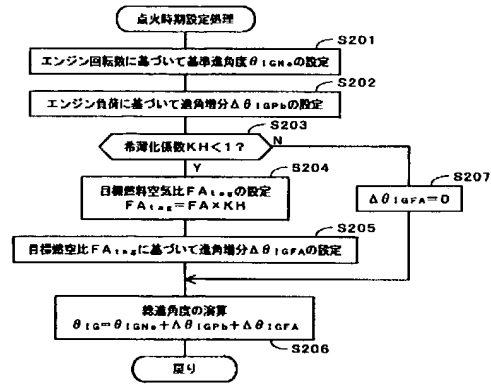 点火時期設定処理
S201
エンジン回転数に基づいて基準進角度θIGNeの設定
S202
エンジン負荷に基づいて進角増分ΔθIGPbの設定
S203
希薄化係数KH<1?
N
Y
S204
目標燃料空気比FAtagの設定
FAtag=FA×KH
S207
ΔθIGFA=0
S205
目標燃空比FAtagに基づいて進角増分ΔθIGFAの設定
総進角度の演算
θIG=θIGNe+ΔθIGPb+ΔθIGFA
S206
戻り